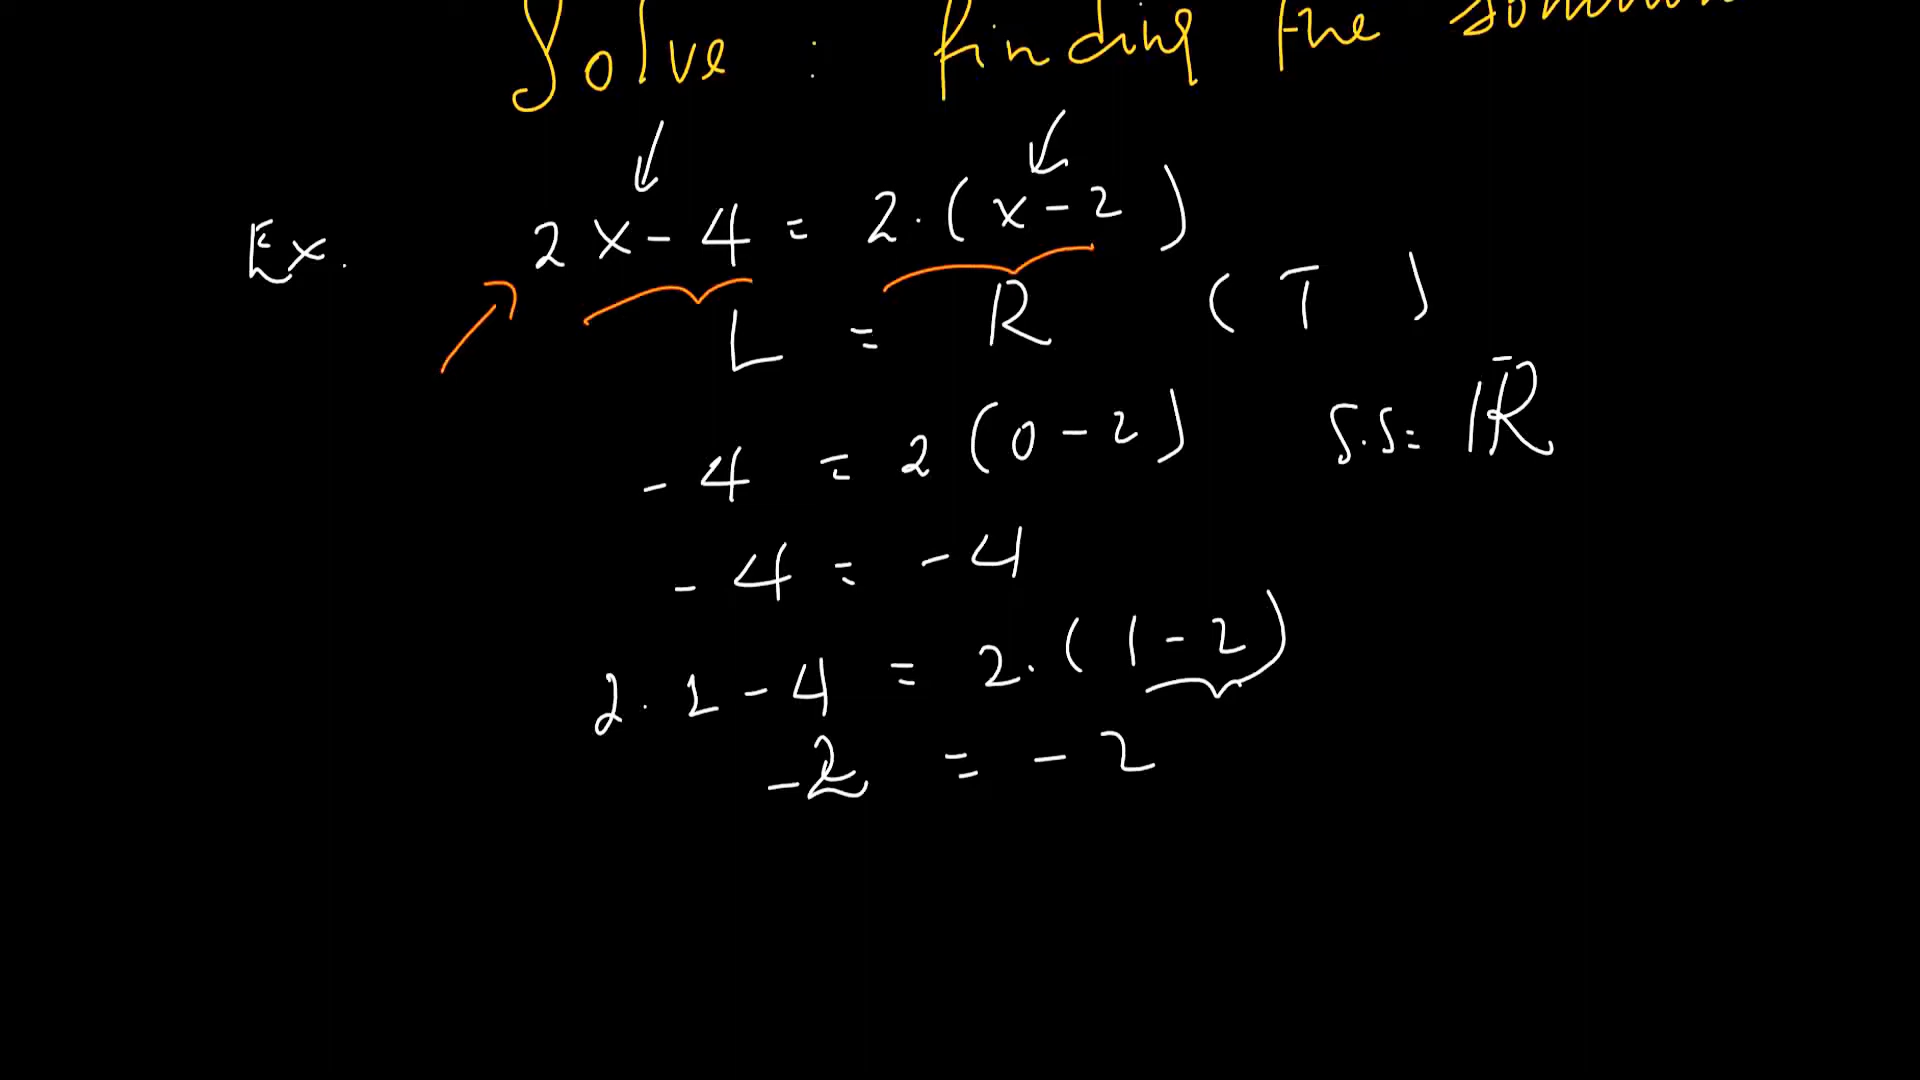 Solve : finding the
Ex. 2x - 4 = 2·(x - 2)
L = R (T)
-4 = 2(0 - 2) S.S = ℝ
-4 = -4
2·1 - 4 = 2·(1 - 2)
-2 = -2